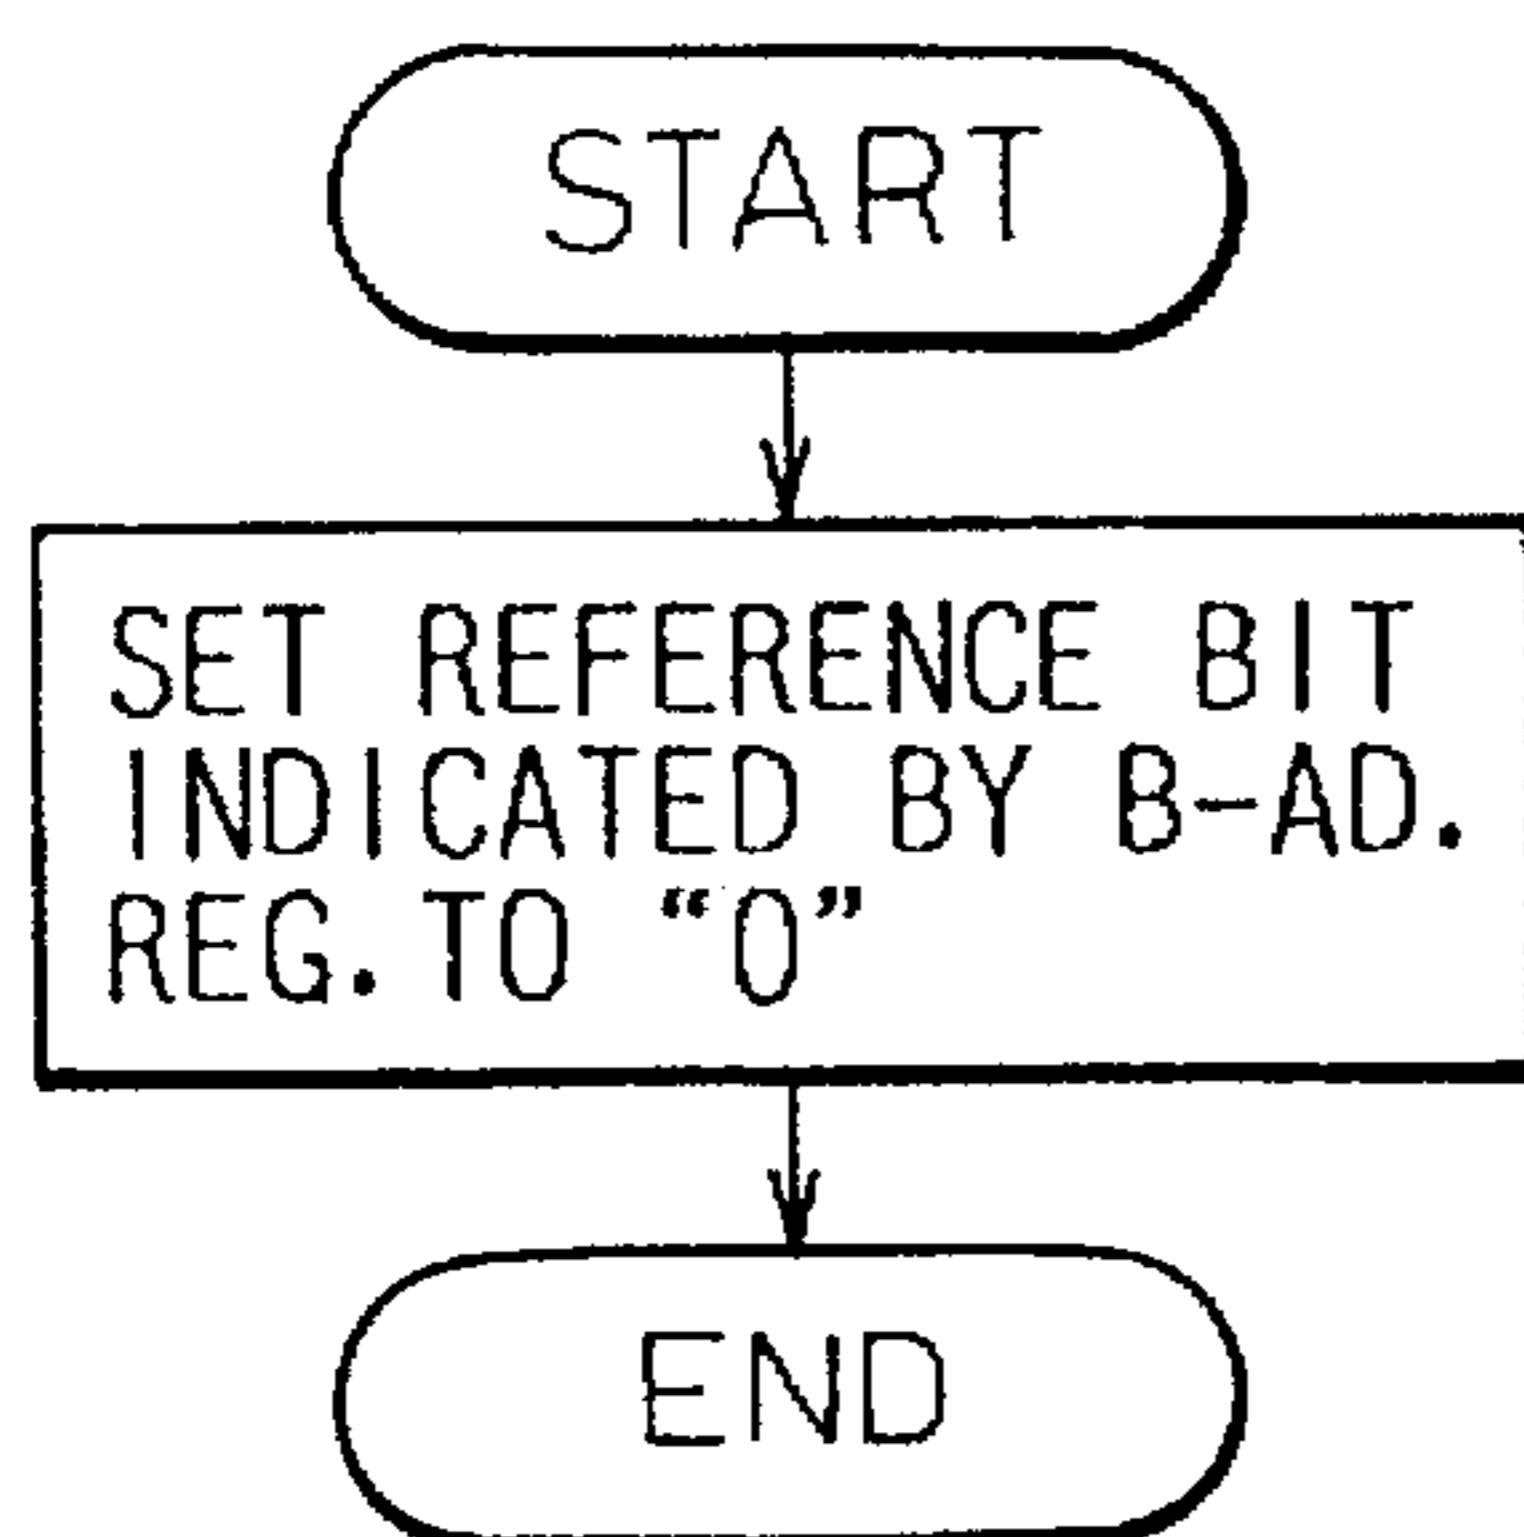 START
SET REFERENCE BIT
INDICATED BY B-AD.
REG. TO “0”
END